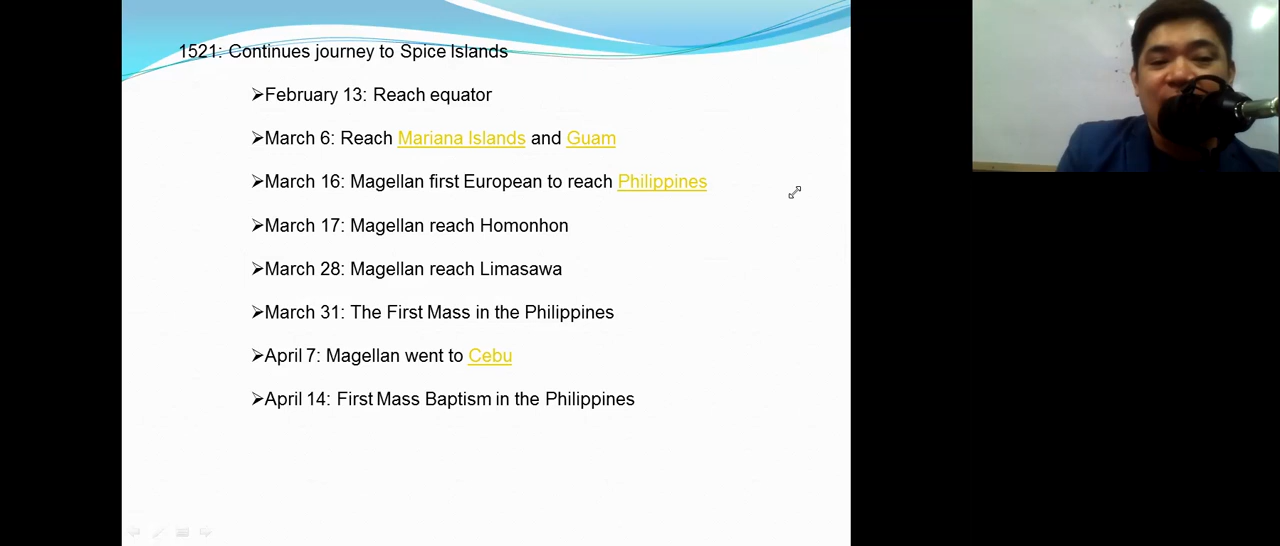 1521: Continues journey to Spice Islands
➢February 13: Reach equator
➢March 6: Reach Mariana Islands and Guam
➢March 16: Magellan first European to reach Philippines
➢March 17: Magellan reach Homonhon
➢March 28: Magellan reach Limasawa
➢March 31: The First Mass in the Philippines
➢April 7: Magellan went to Cebu
➢April 14: First Mass Baptism in the Philippines